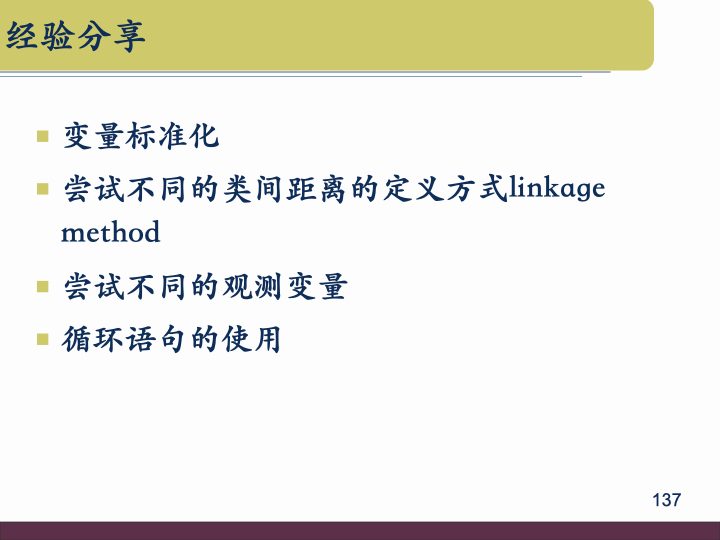 经验分享
变量标准化
尝试不同的类间距离的定义方式linkage
method
尝试不同的观测变量
循环语句的使用
137